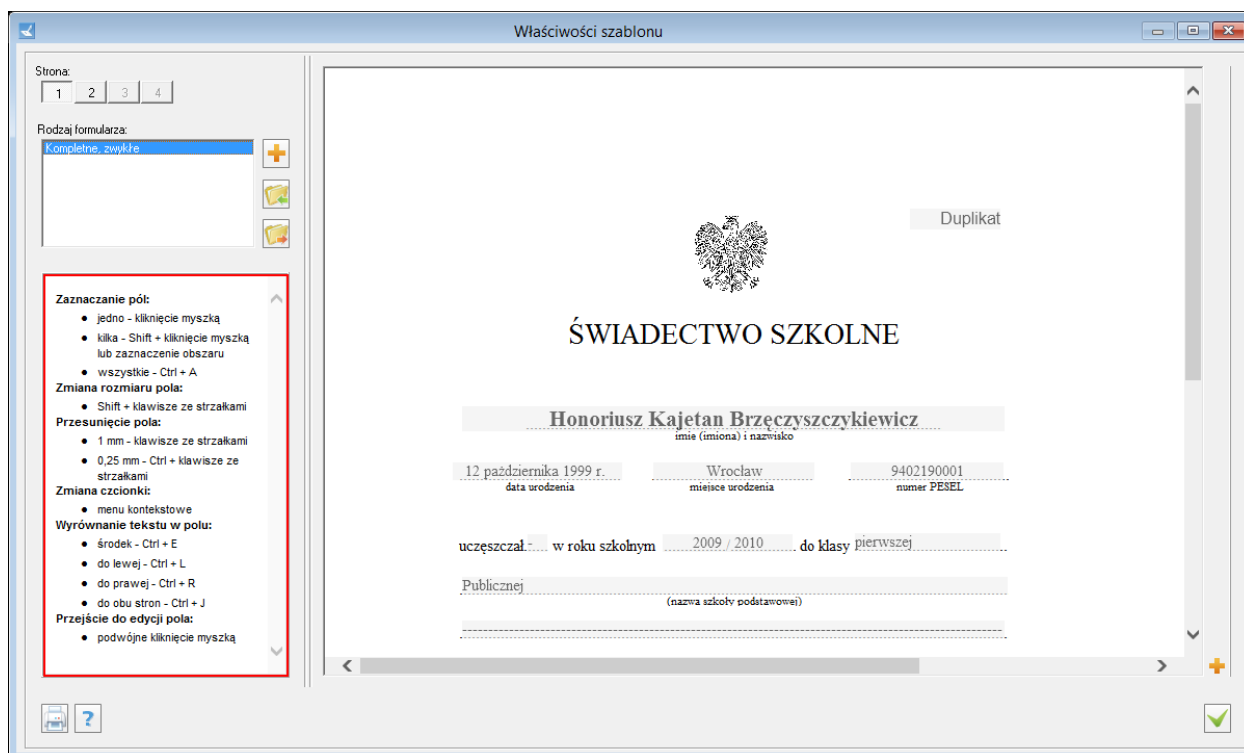 Właściwości szablonu
Strona:
1 2 3 4
Rodzaj formularza:
Kompletne, zwykłe
Zaznaczanie pól:
● jedno - kliknięcie myszką
● kilka - Shift + kliknięcie myszką
lub zaznaczenie obszaru
● wszystkie - Ctrl + A
Zmiana rozmiaru pola:
● Shift + klawisze ze strzałkami
Przesunięcie pola:
● 1 mm - klawisze ze strzałkami
● 0,25 mm - Ctrl + klawisze ze
strzałkami
Zmiana czcionki:
● menu kontekstowe
Wyrównanie tekstu w polu:
● środek - Ctrl + E
● do lewej - Ctrl + L
● do prawej - Ctrl + R
● do obu stron - Ctrl + J
Przejście do edycji pola:
● podwójne kliknięcie myszką
Duplikat
ŚWIADECTWO SZKOLNE
Honoriusz Kajetan Brzęczyszczykiewicz
imie (imiona) i nazwisko
12 października 1999 r. Wrocław 9402190001
data urodzenia miejsce urodzenia numer PESEL
uczęszczał - w roku szkolnym 2009 / 2010 do klasy pierwszej
Publicznej
(nazwa szkoły podstawowej)